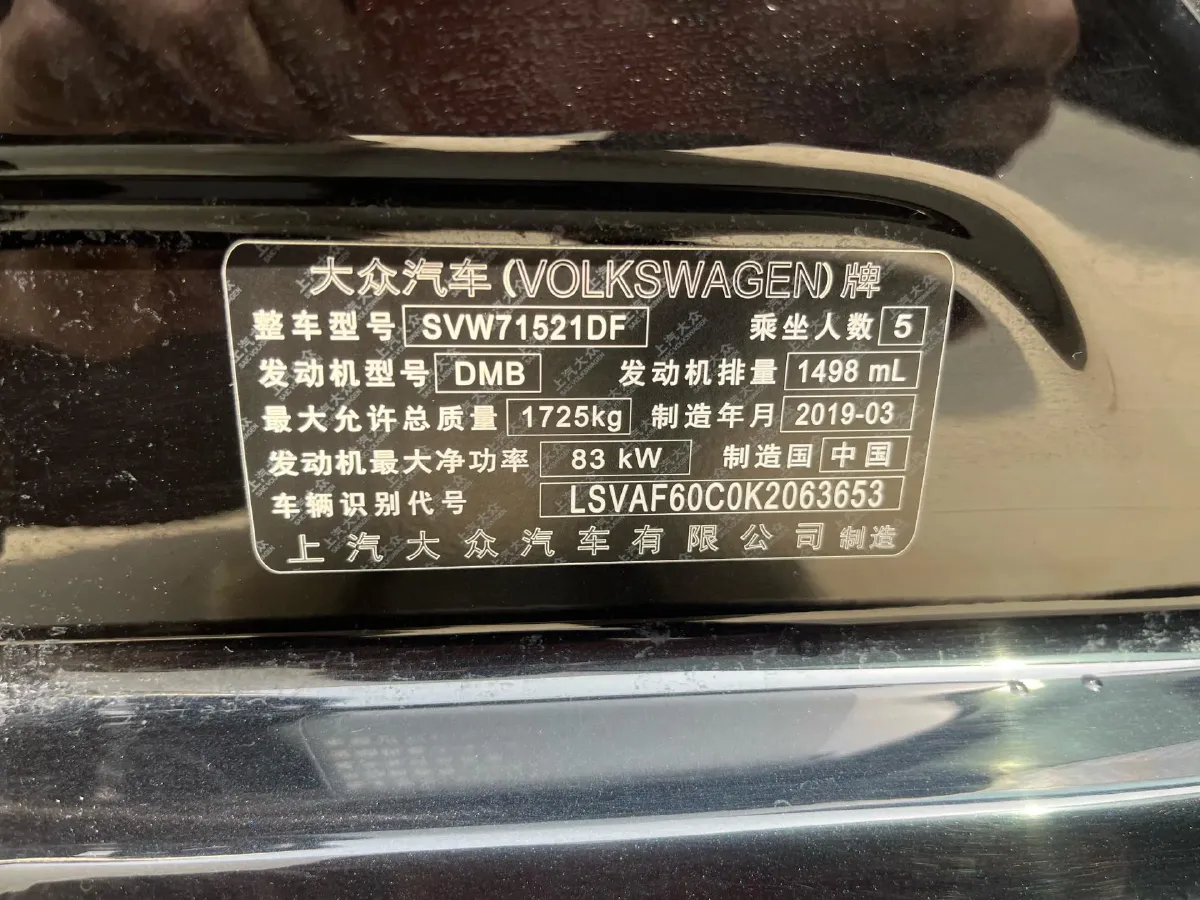 大众汽车(VOLKSWAGEN)牌
整车型号 SVW71521DF 乘坐人数 5
发动机型号 DMB 发动机排量 1498 mL
最大允许总质量 1725kg 制造年月 2019-03
发动机最大净功率 83 kW 制造国 中国
车辆识别代号 LSVAF60C0K2063653
上汽大众汽车有限公司 制造